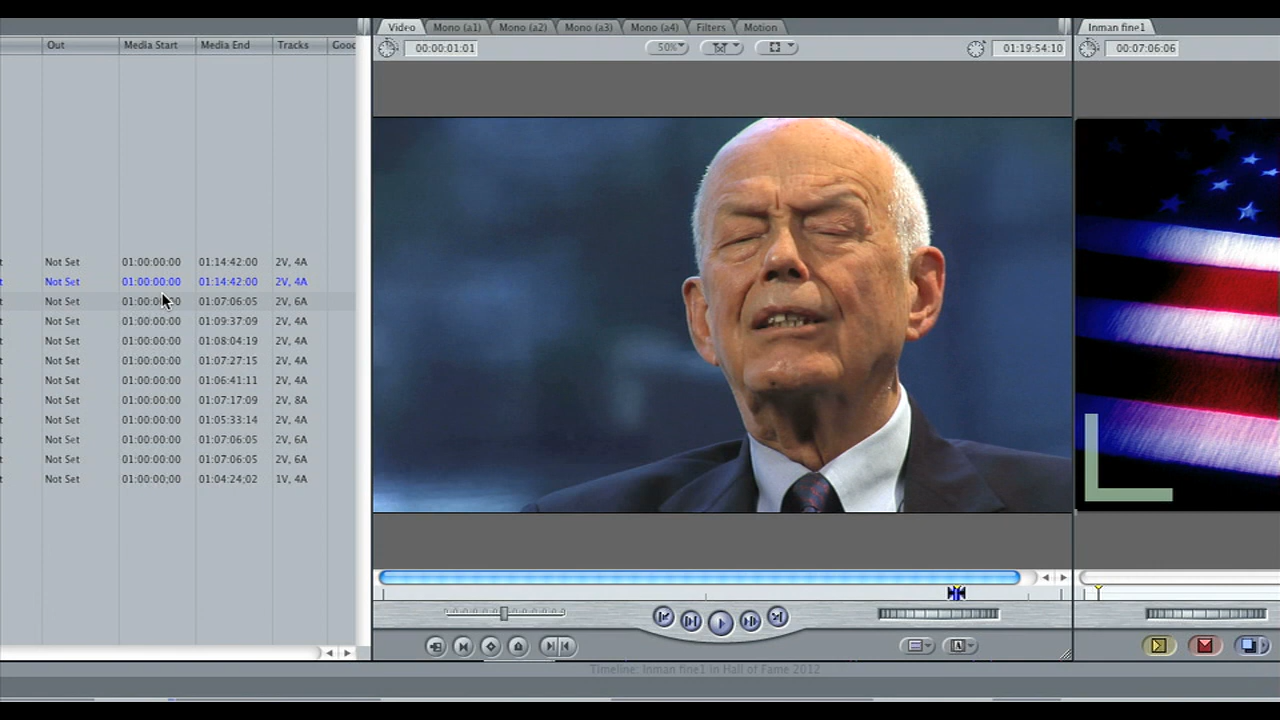 Video Mono (a1) Mono (a2) Mono (a3) Mono (a4) Filters Motion Inman fine1
Out Media Start Media End Tracks Good 00:00:01:01 50% 01:19:54:10 00:07:06:06
t Not Set 01:00:00:00 01:14:42:00 2V, 4A
Not Set 01:00:00:00 01:14:42:00 2V, 4A
t Not Set 01:00:00:00 01:07:06:05 2V, 6A
t Not Set 01:00:00:00 01:09:37:09 2V, 4A
t Not Set 01:00:00:00 01:08:04:19 2V, 4A
t Not Set 01:00:00:00 01:07:27:15 2V, 4A
t Not Set 01:00:00:00 01:06:41:11 2V, 4A
t Not Set 01:00:00:00 01:07:17:09 2V, 8A
t Not Set 01:00:00:00 01:05:33:14 2V, 4A
t Not Set 01:00:00:00 01:07:06:05 2V, 6A
t Not Set 01:00:00:00 01:07:06:05 2V, 6A
t Not Set 01:00:00;00 01:04:24;02 1V, 4A
A
Timeline: Inman fine1 in Hall of Fame 2012